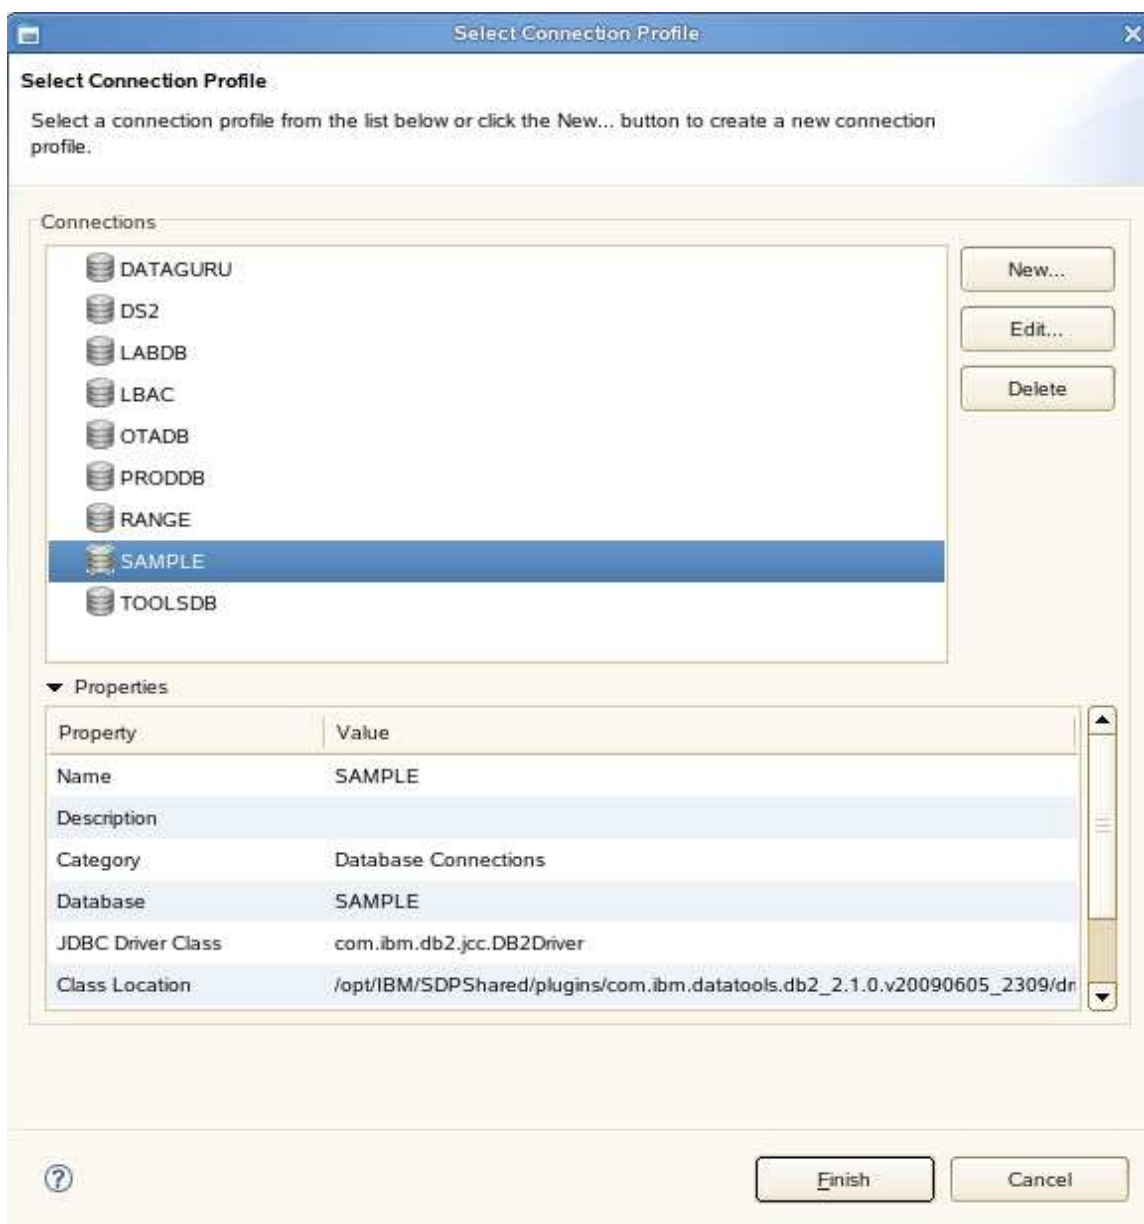 Select Connection Profile
Select Connection Profile
Select a connection profile from the list below or click the New... button to create a new connection
profile.
Connections
DATAGURU
DS2
LABDB
LBAC
OTADB
PRODDB
RANGE
SAMPLE
TOOLSDB
New...
Edit...
Delete
Properties
Property Value
Name SAMPLE
Description
Category Database Connections
Database SAMPLE
JDBC Driver Class com.ibm.db2.jcc.DB2Driver
Class Location /opt/IBM/SDPShared/plugins/com.ibm.datatools.db2_2.1.0.v20090605_2309/dr
?
Finish Cancel